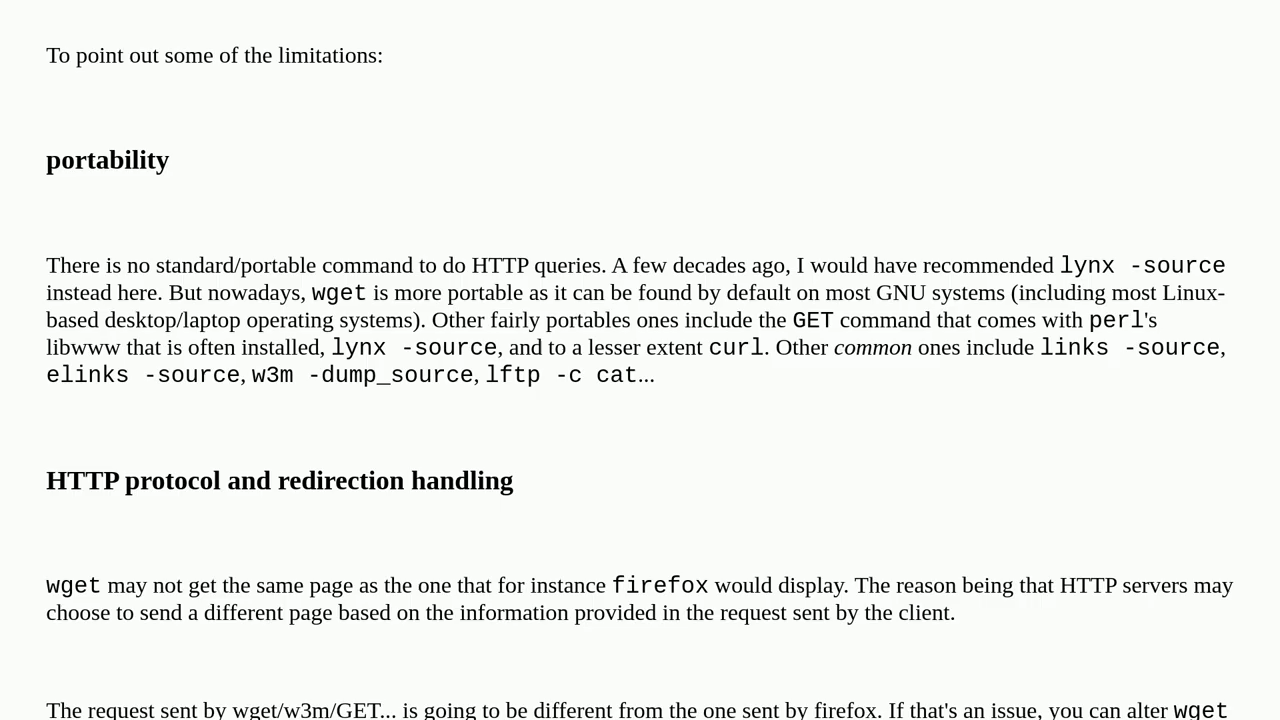 To point out some of the limitations:
portability
There is no standard/portable command to do HTTP queries. A few decades ago, I would have recommended lynx -source
instead here. But nowadays, wget is more portable as it can be found by default on most GNU systems (including most Linux-
based desktop/laptop operating systems). Other fairly portables ones include the GET command that comes with perl's
libwww that is often installed, lynx -source, and to a lesser extent curl. Other common ones include links -source,
elinks -source, w3m -dump_source, lftp -c cat...
HTTP protocol and redirection handling
wget may not get the same page as the one that for instance firefox would display. The reason being that HTTP servers may
choose to send a different page based on the information provided in the request sent by the client.
The request sent by wget/w3m/GET... is going to be different from the one sent by firefox. If that's an issue, you can alter wget